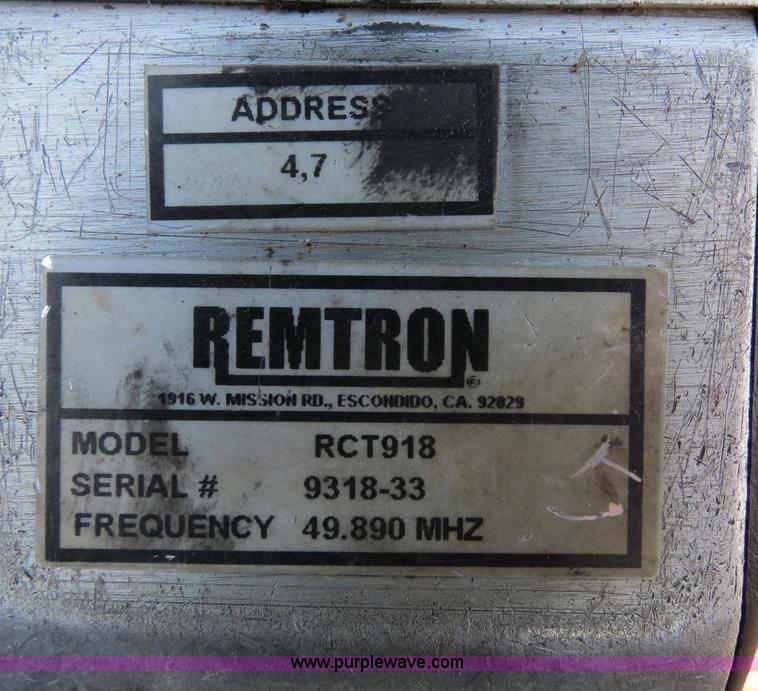 ADDRESS
4,7
REMTRON
®
1916 W. MISSION RD., ESCONDIDO, CA. 92029
MODEL RCT918
SERIAL # 9318-33
FREQUENCY 49.890 MHZ
www.purplewave.com